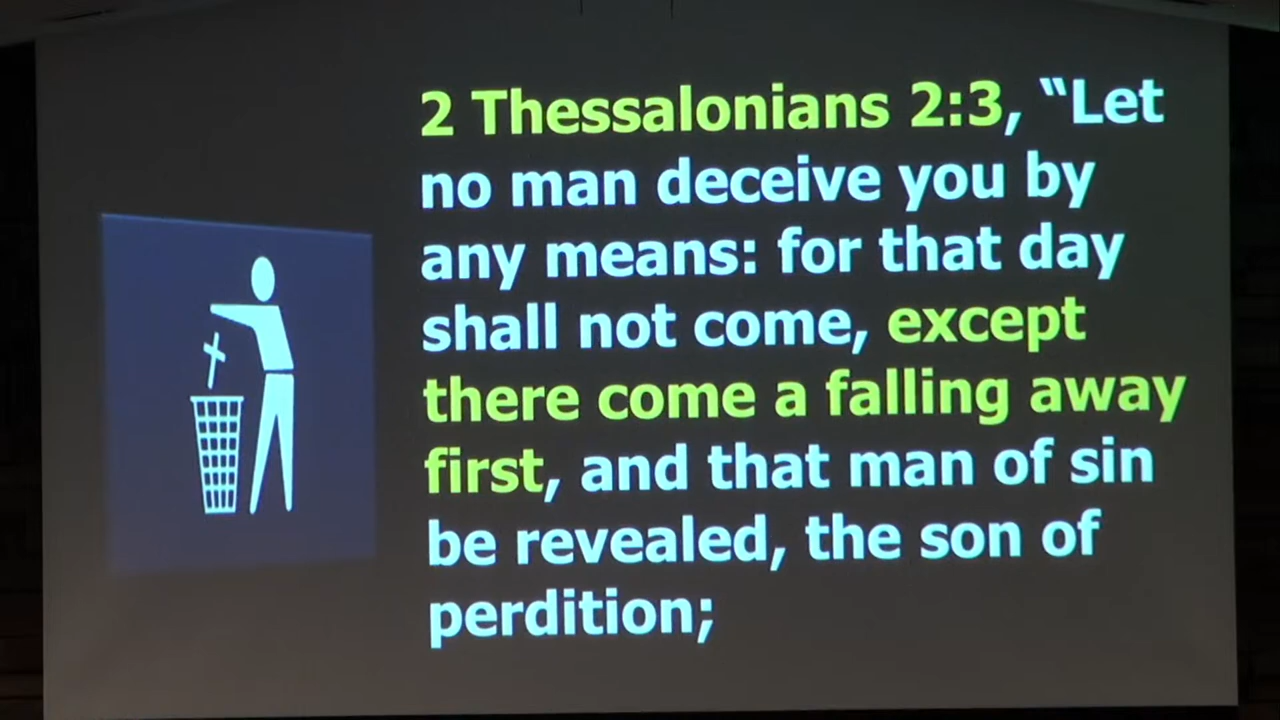 2 Thessalonians 2:3, “Let
no man deceive you by
any means: for that day
shall not come, except
there come a falling away
first, and that man of sin
be revealed, the son of
perdition;